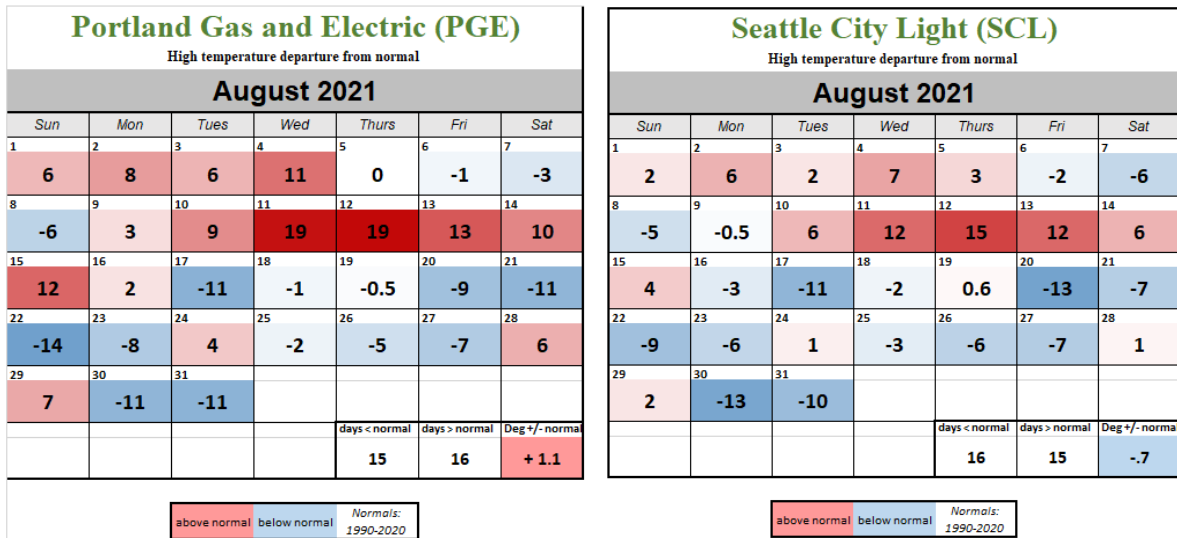 Portland Gas and Electric (PGE)
High temperature departure from normal
August 2021
Sun Mon Tues Wed Thurs Fri Sat
1 2 3 4 5 6 7
6 8 6 11 0 -1 -3
8 9 10 11 12 13 14
-6 3 9 19 19 13 10
15 16 17 18 19 20 21
12 2 -11 -1 -0.5 -9 -11
22 23 24 25 26 27 28
-14 -8 4 -2 -5 -7 6
29 30 31
7 -11 -11
days < normal days > normal Deg +/- normal
15 16 + 1.1
above normal below normal Normals:
1990-2020
Seattle City Light (SCL)
High temperature departure from normal
August 2021
Sun Mon Tues Wed Thurs Fri Sat
1 2 3 4 5 6 7
2 6 2 7 3 -2 -6
8 9 10 11 12 13 14
-5 -0.5 6 12 15 12 6
15 16 17 18 19 20 21
4 -3 -11 -2 0.6 -13 -7
22 23 24 25 26 27 28
-9 -6 1 -3 -6 -7 1
29 30 31
2 -13 -10
days < normal days > normal Deg +/- normal
16 15 -.7
above normal below normal Normals:
1990-2020